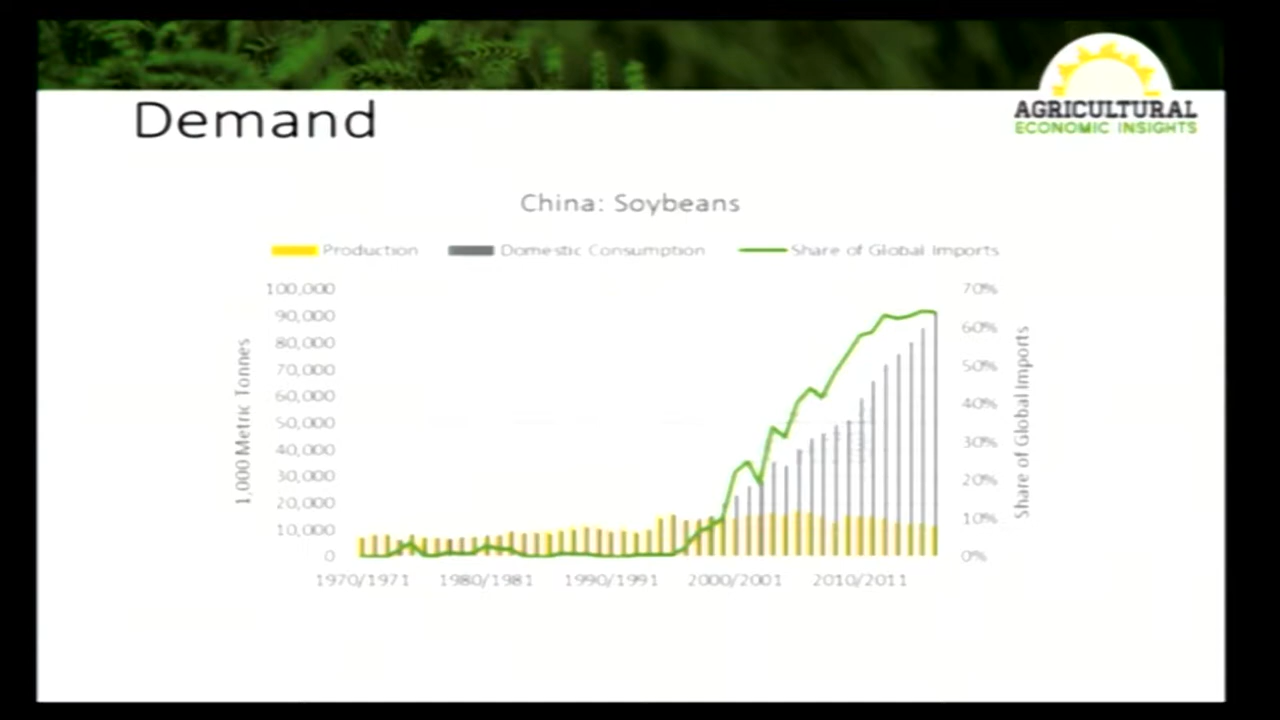 AGRICULTURAL
ECONOMIC INSIGHTS
Demand
China: Soybeans
Production Domestic Consumption Share of Global Imports
100,000 70%
90,000
80,000 60%
70,000 50%
60,000
50,000 40%
40,000 30%
30,000 20%
20,000
10,000 10%
0 0%
1,000 Metric Tonnes
Share of Global Imports
1970/1971 1980/1981 1990/1991 2000/2001 2010/2011